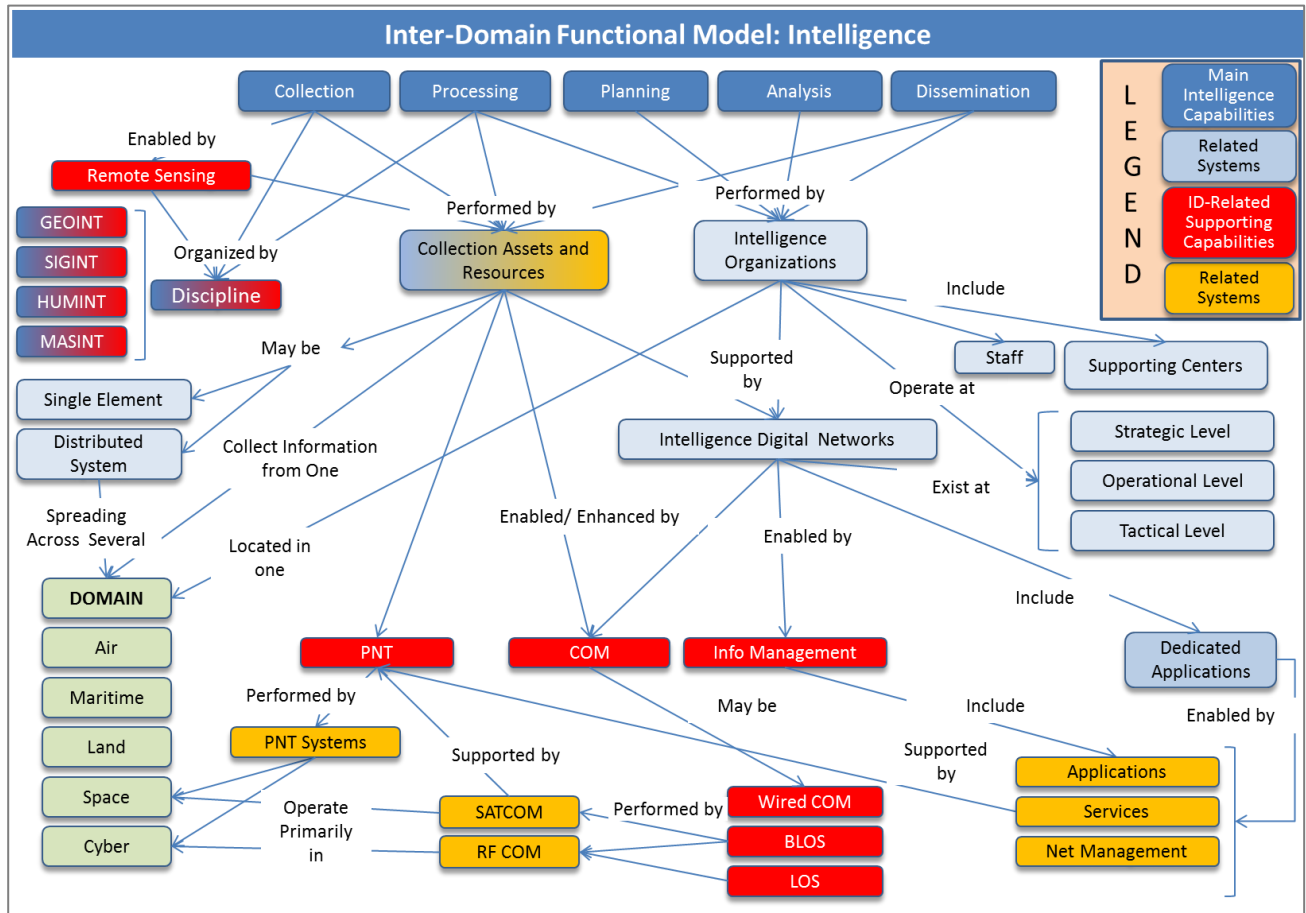 Inter-Domain Functional Model: Intelligence
Collection
Processing
Planning
Analysis
Dissemination
L
E
G
E
N
D
Main
Intelligence
Capabilities
Related
Systems
ID-Related
Supporting
Capabilities
Related
Systems
Enabled by
Remote Sensing
Performed by
Performed by
GEOINT
SIGINT
HUMINT
MASINT
Organized by
Discipline
Collection Assets and
Resources
Intelligence
Organizations
Include
May be
Supported
by
Staff
Supporting Centers
Operate at
Single Element
Distributed
System
Collect Information
from One
Intelligence Digital Networks
Strategic Level
Operational Level
Tactical Level
Exist at
Spreading
Across Several
Located in
one
Enabled/ Enhanced by
Enabled by
Include
DOMAIN
Air
Maritime
Land
Space
Cyber
PNT
COM
Info Management
Dedicated
Applications
Performed by
May be
Include
Enabled by
PNT Systems
Supported by
Supported
by
Applications
Services
Net Management
Operate
Primarily
in
SATCOM
RF COM
Performed by
Wired COM
BLOS
LOS